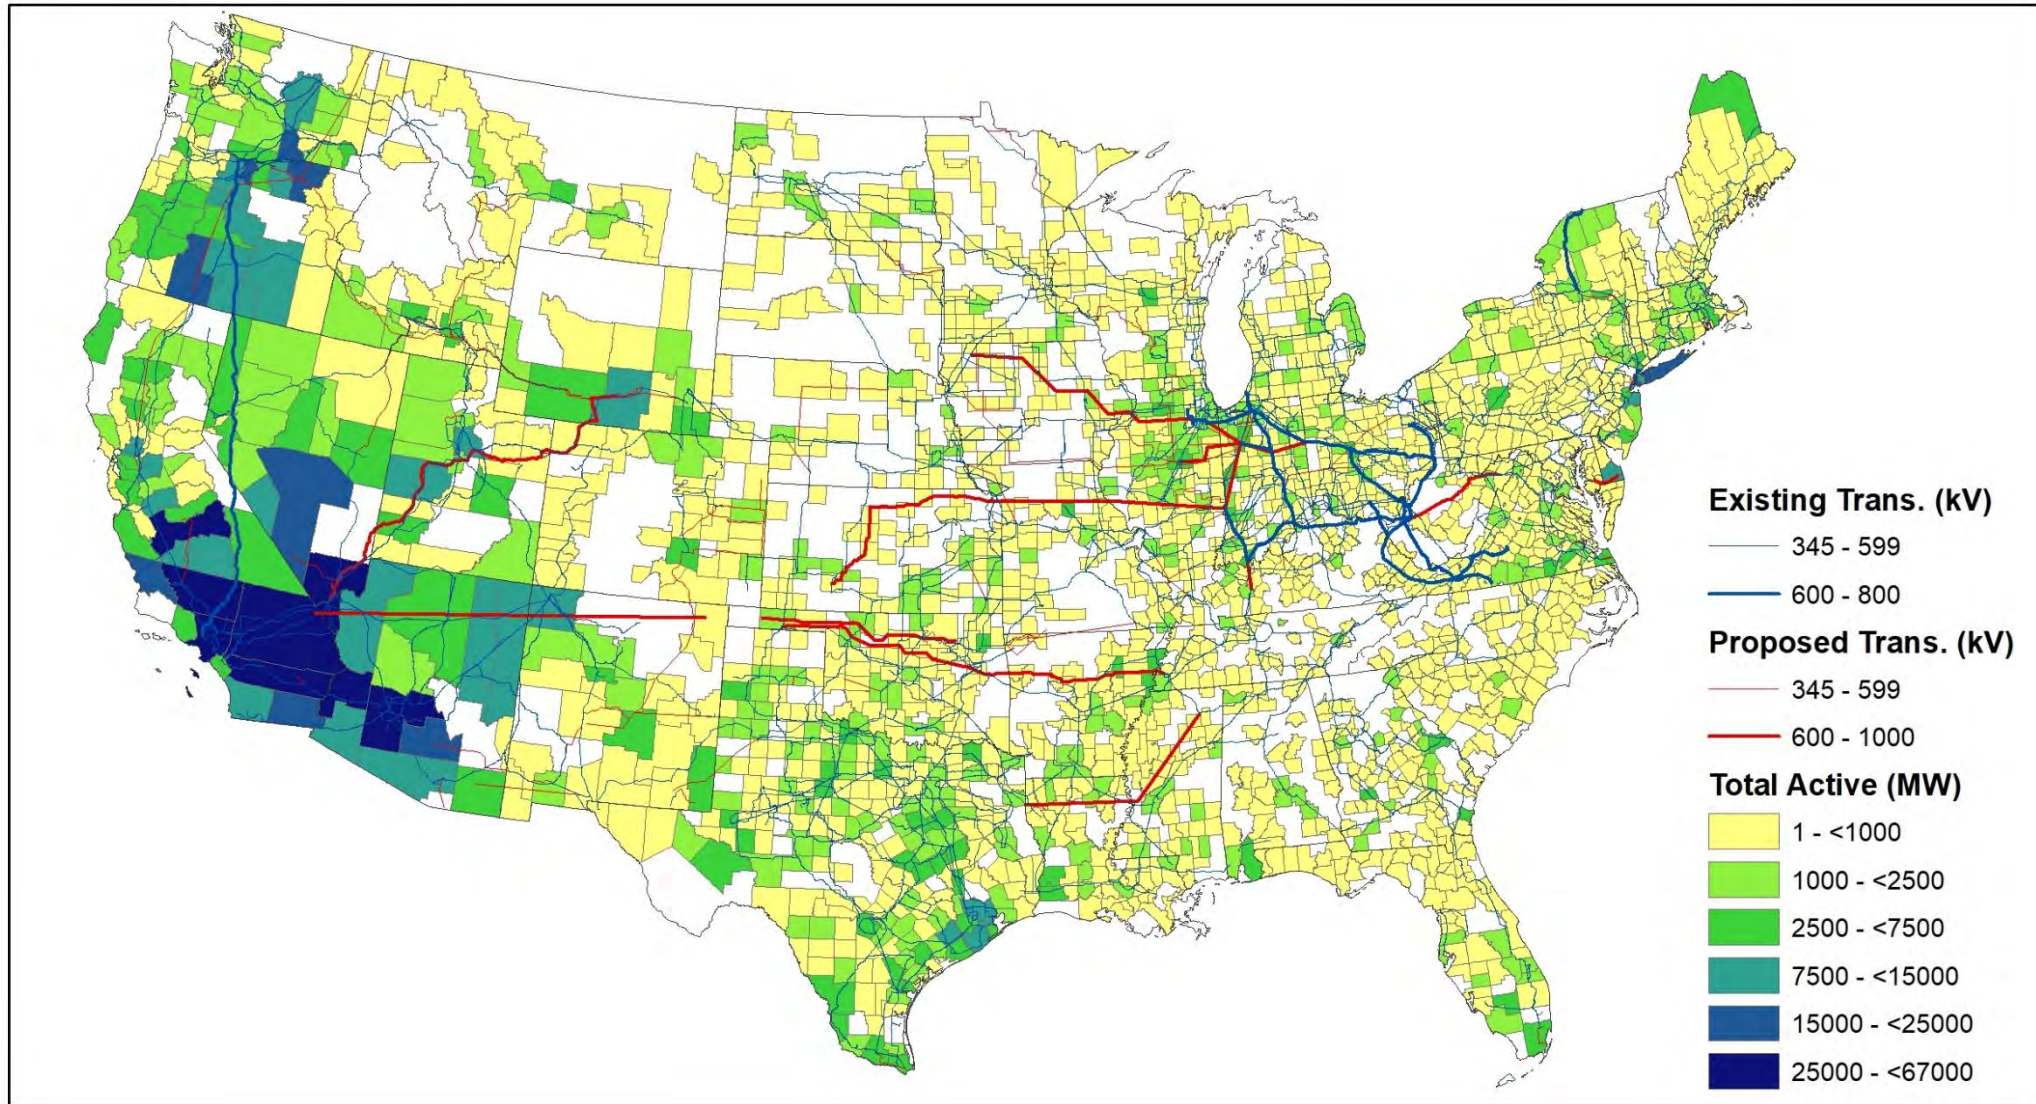 Existing Trans. (kV)
345 - 599
600 - 800
Proposed Trans. (kV)
345 - 599
600 - 1000
Total Active (MW)
1 - <1000
1000 - <2500
2500 - <7500
7500 - <15000
15000 - <25000
25000 - <67000